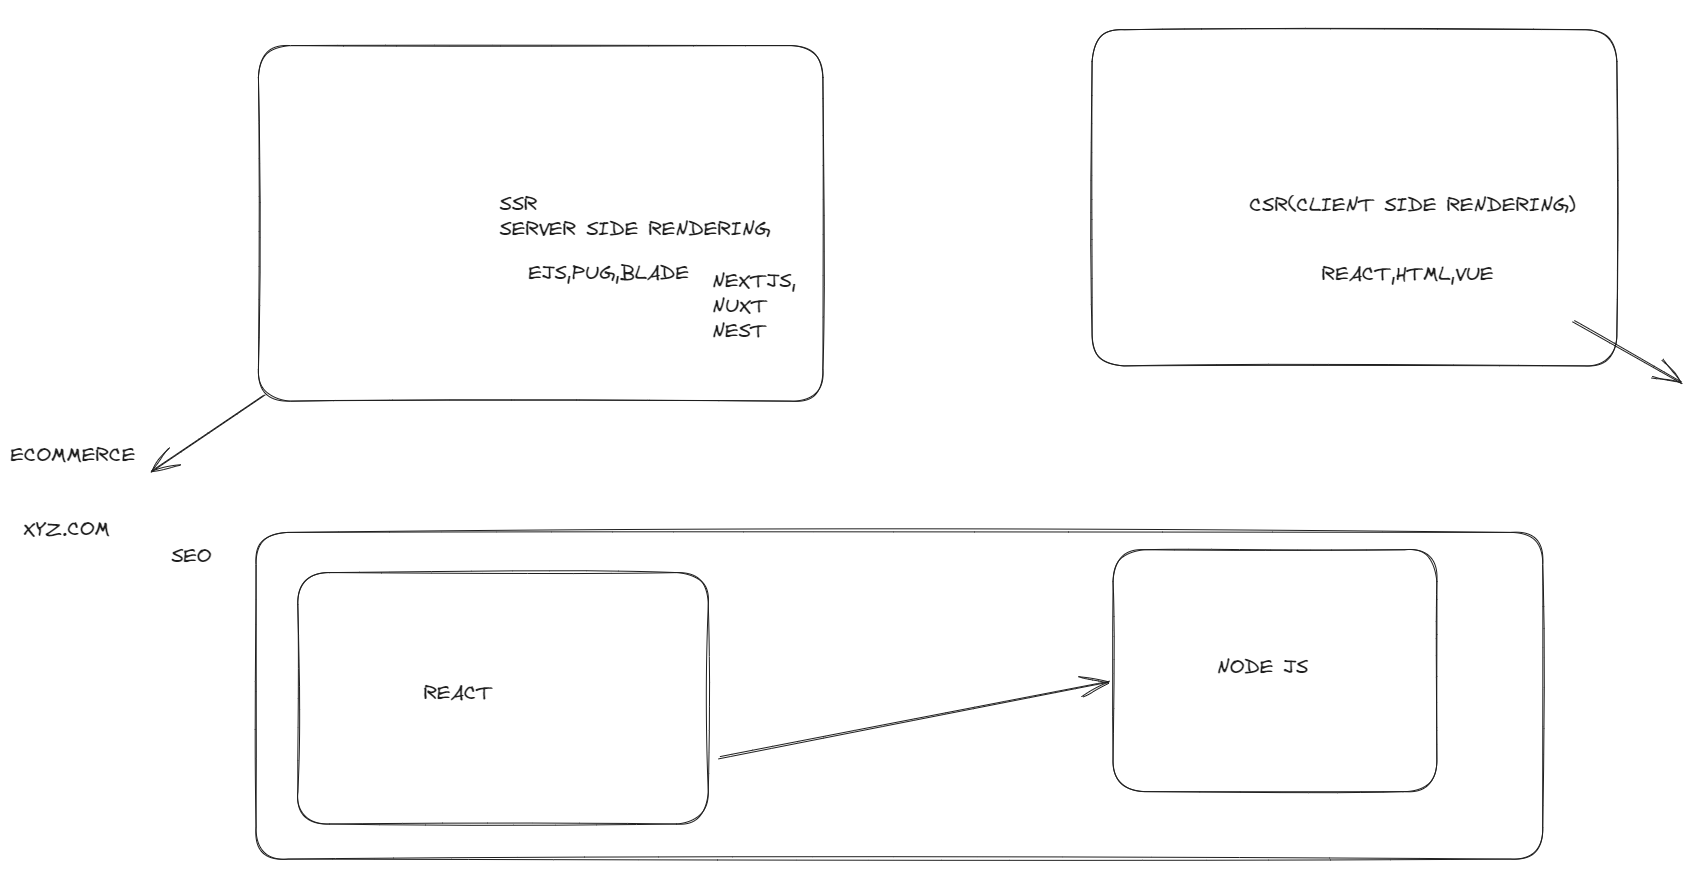 SSR
SERVER SIDE RENDERING
EJS,PUG,BLADE
NEXTJS,
NUXT
NEST
CSR(CLIENT SIDE RENDERING)
REACT,HTML,VUE
ECOMMERCE
XYZ.COM
SEO
REACT
NODE JS